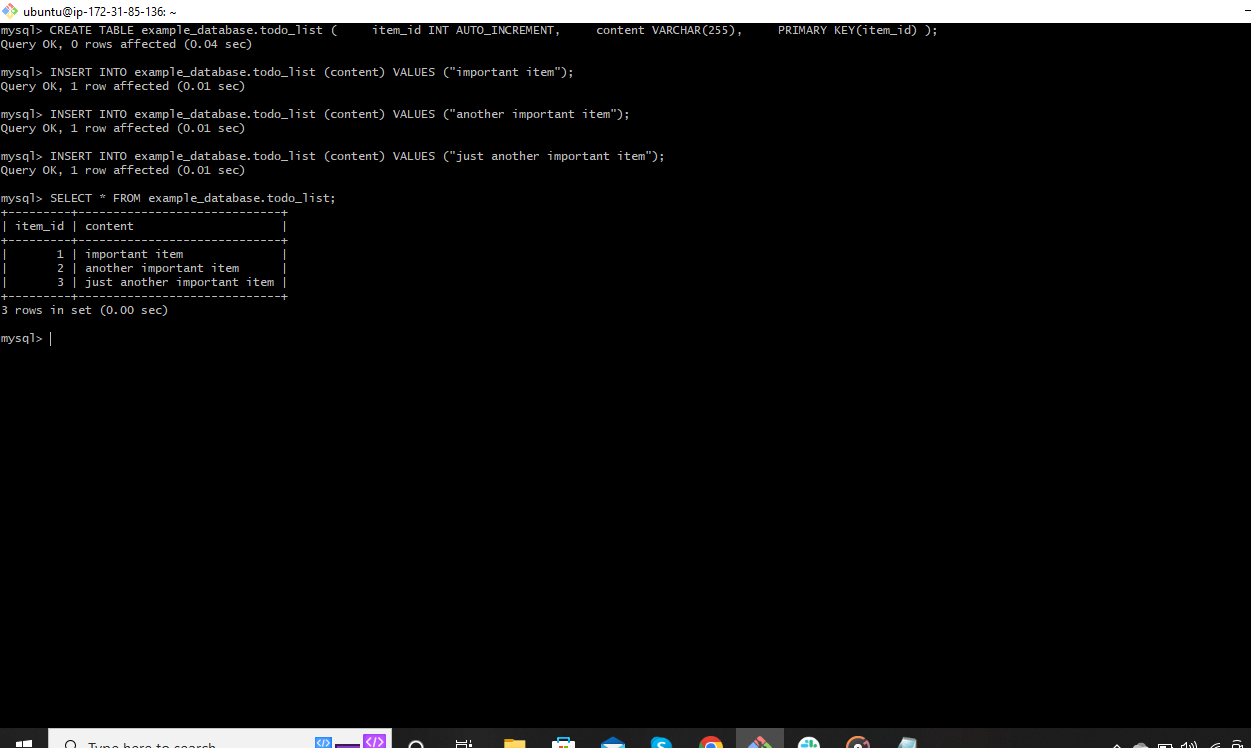 ubuntu@ip-172-31-85-136: ~
mysql> CREATE TABLE example_database.todo_list (     item_id INT AUTO_INCREMENT,     content VARCHAR(255),     PRIMARY KEY(item_id) );
Query OK, 0 rows affected (0.04 sec)
mysql> INSERT INTO example_database.todo_list (content) VALUES ("important item");
Query OK, 1 row affected (0.01 sec)
mysql> INSERT INTO example_database.todo_list (content) VALUES ("another important item");
Query OK, 1 row affected (0.01 sec)
mysql> INSERT INTO example_database.todo_list (content) VALUES ("just another important item");
Query OK, 1 row affected (0.01 sec)
mysql> SELECT * FROM example_database.todo_list;
+---------+-----------------------------+
| item_id | content                     |
+---------+-----------------------------+
|       1 | important item              |
|       2 | another important item      |
|       3 | just another important item |
+---------+-----------------------------+
3 rows in set (0.00 sec)
mysql>
Type here to search